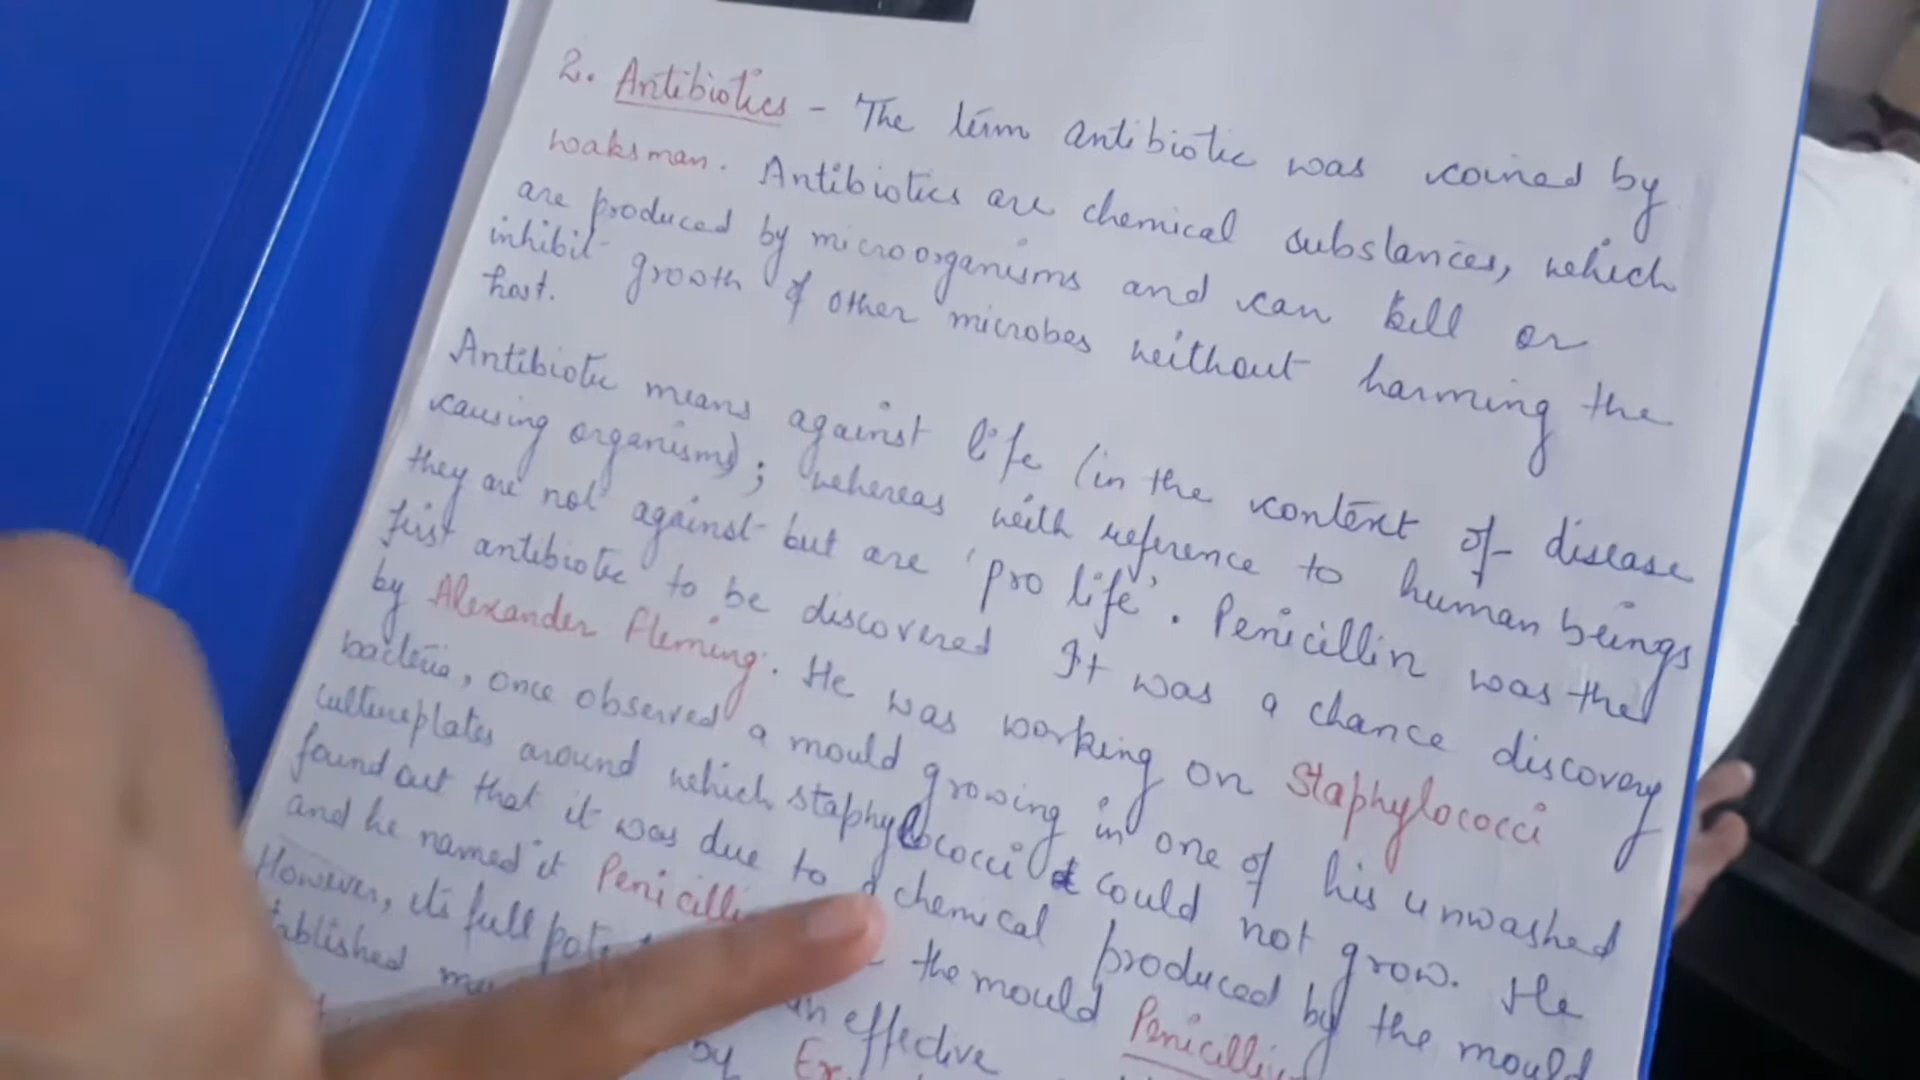 2. Antibiotics - The term antibiotic was coined by
Waksman. Antibiotics are chemical substances, which
are produced by microorganisms and can kill or
inhibit growth of other microbes without harming the
host.
Antibiotic means against life (in the context of disease
causing organisms); whereas with reference to human beings
they are not against but are 'pro life'. Penicillin was the
first antibiotic to be discovered It was a chance discovery
by Alexander Fleming. He was working on Staphylococci
bacteria, once observed a mould growing in one of his unwashed
cultureplates around which staphylococci could not grow. He
found out that it was due to a chemical produced by the mould
and he named it the mould
However, its full an effective
by